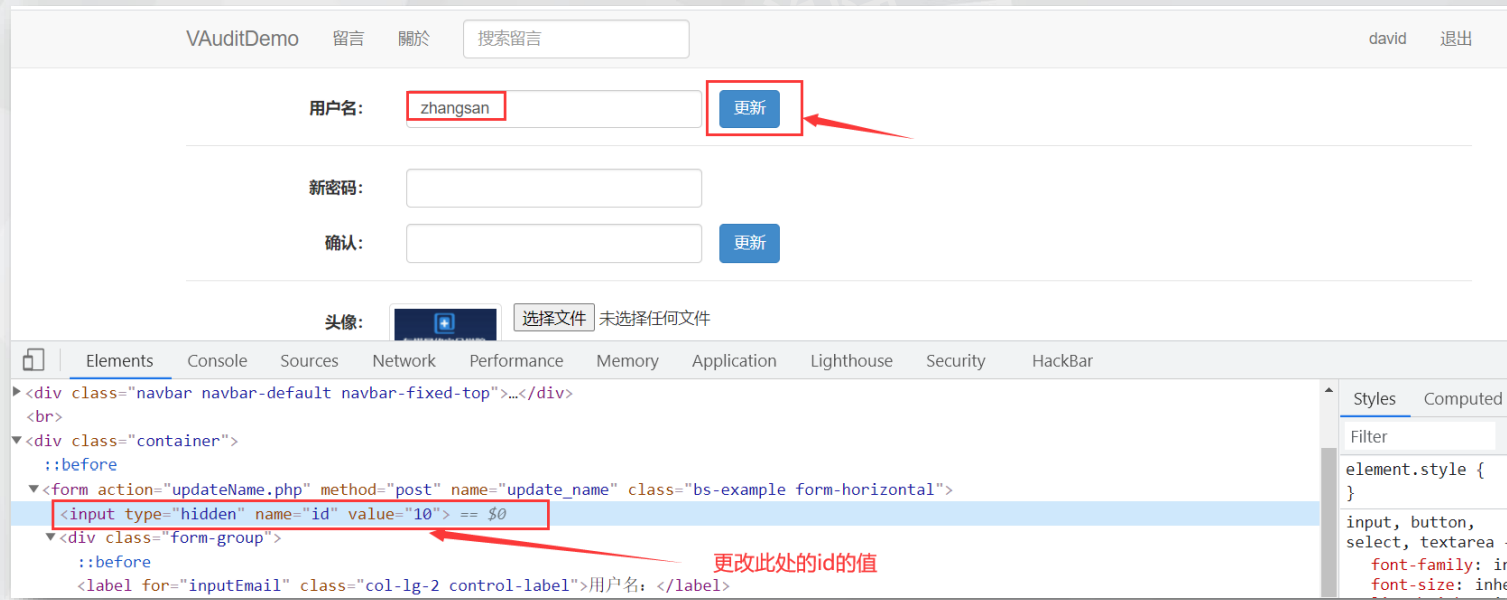 VAuditDemo 留言 關於 搜索留言 david 退出
用户名： zhangsan 更新
新密码：
确认： 更新
头像： 选择文件 未选择任何文件
Elements Console Sources Network Performance Memory Application Lighthouse Security HackBar
<div class="navbar navbar-default navbar-fixed-top">…</div>
<br>
<div class="container">
::before
<form action="updateName.php" method="post" name="update_name" class="bs-example form-horizontal">
<input type="hidden" name="id" value="10"> == $0
<div class="form-group">
::before
更改此处的id的值
<label for="inputEmail" class="col-lg-2 control-label">用户名：</label>
Styles Computed
Filter
element.style {
}
input, button,
select, textarea
font-family:
font-size: